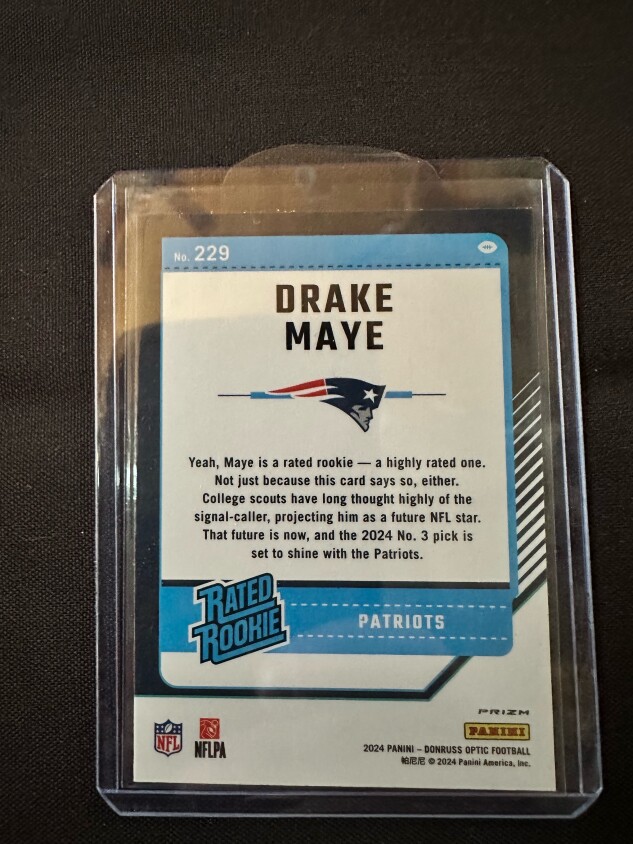 No. 229
DRAKE
MAYE
Yeah, Maye is a rated rookie — a highly rated one.
Not just because this card says so, either.
College scouts have long thought highly of the
signal-caller, projecting him as a future NFL star.
That future is now, and the 2024 No. 3 pick is
set to shine with the Patriots.
RATED
ROOKIE
PATRIOTS
PRIZM
PANINI
NFL
NFLPA
2024 PANINI – DONRUSS OPTIC FOOTBALL
帕尼尼 © 2024 Panini America, Inc.